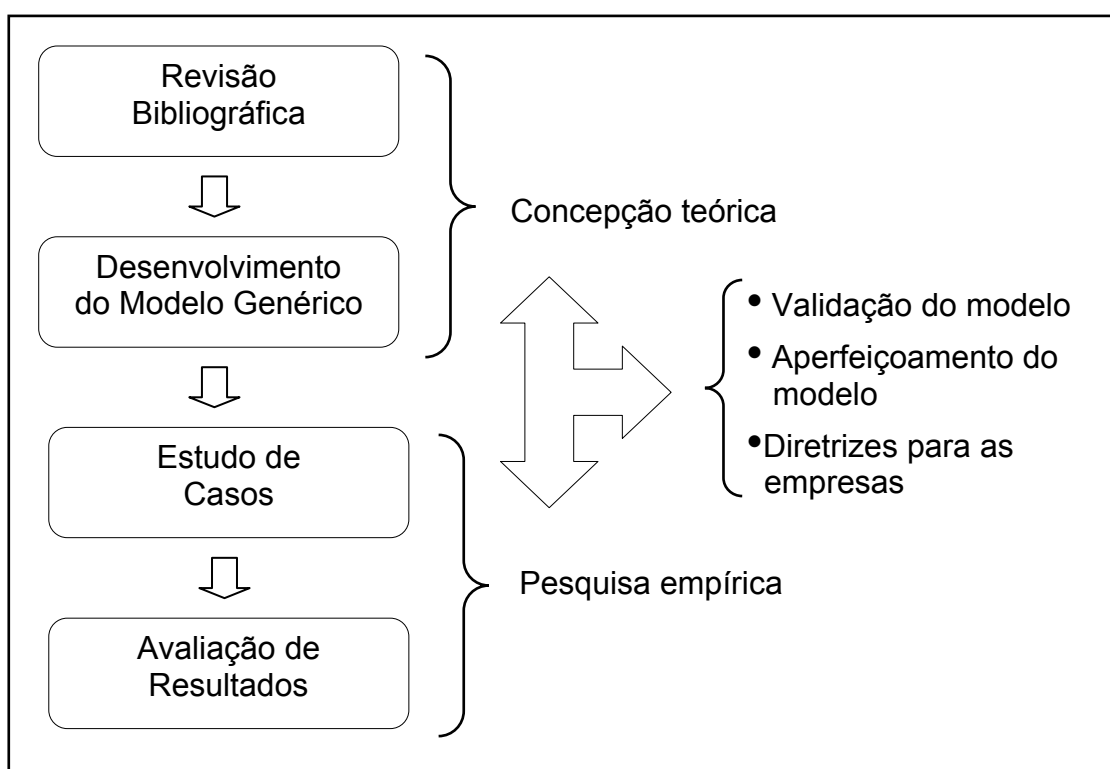 Revisão
Bibliográfica
Desenvolvimento
do Modelo Genérico
Concepção teórica
Estudo de
Casos
Avaliação de
Resultados
Pesquisa empírica
• Validação do modelo
• Aperfeiçoamento do
modelo
•Diretrizes para as
empresas